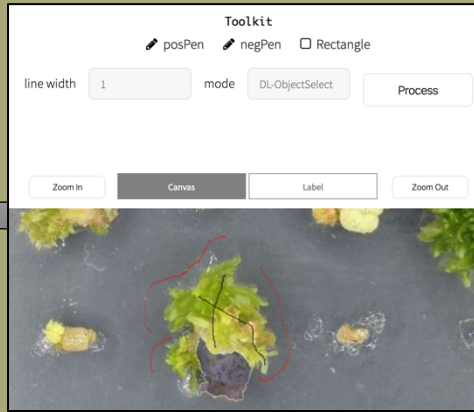 Toolkit
posPen negPen Rectangle
line width 1 mode DL-ObjectSelect Process
Zoom In Canvas Label Zoom Out